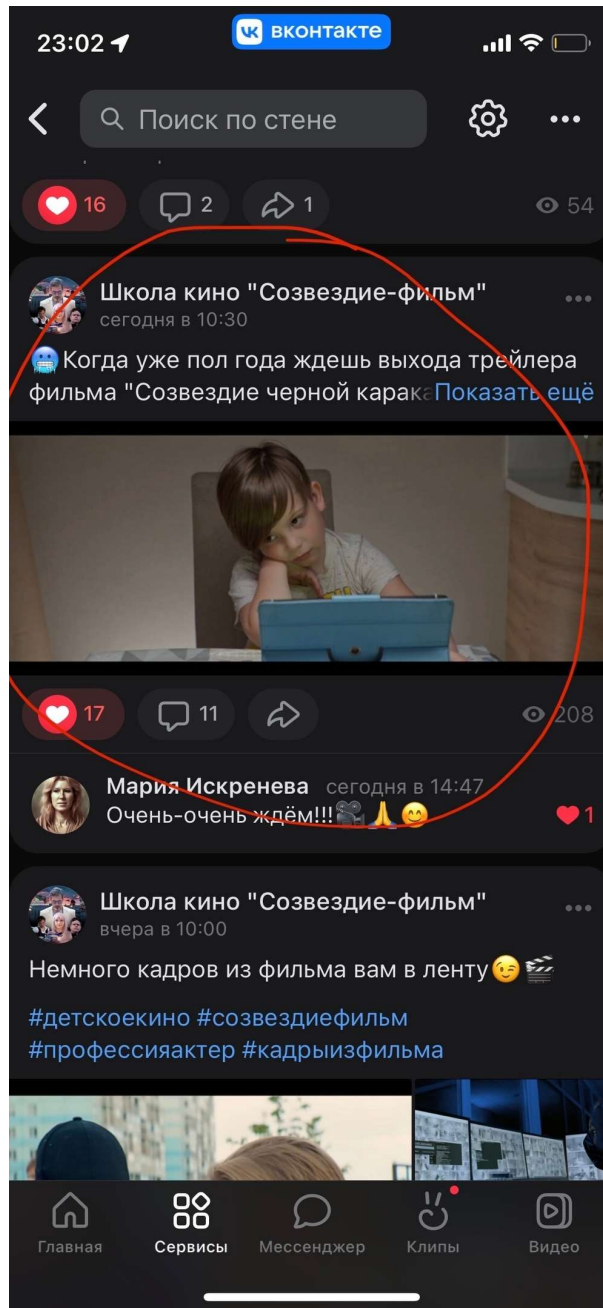 23:02
вконтакте
Поиск по стене
16
2
1
54
Школа кино "Созвездие-фильм"
сегодня в 10:30
🥶Когда уже пол года ждешь выхода трейлера
фильма "Созвездие черной Показать ещё
17
11
208
Мария Искренева сегодня в 14:47
Очень-очень ждём!!!🎥🙏😊
1
Школа кино "Созвездие-фильм"
вчера в 10:00
Немного кадров из фильма вам в ленту😉🎬
#детскоекино #созвездиефильм
#профессияактер #кадрыизфильма
Главная
Сервисы
Мессенджер
Клипы
Видео